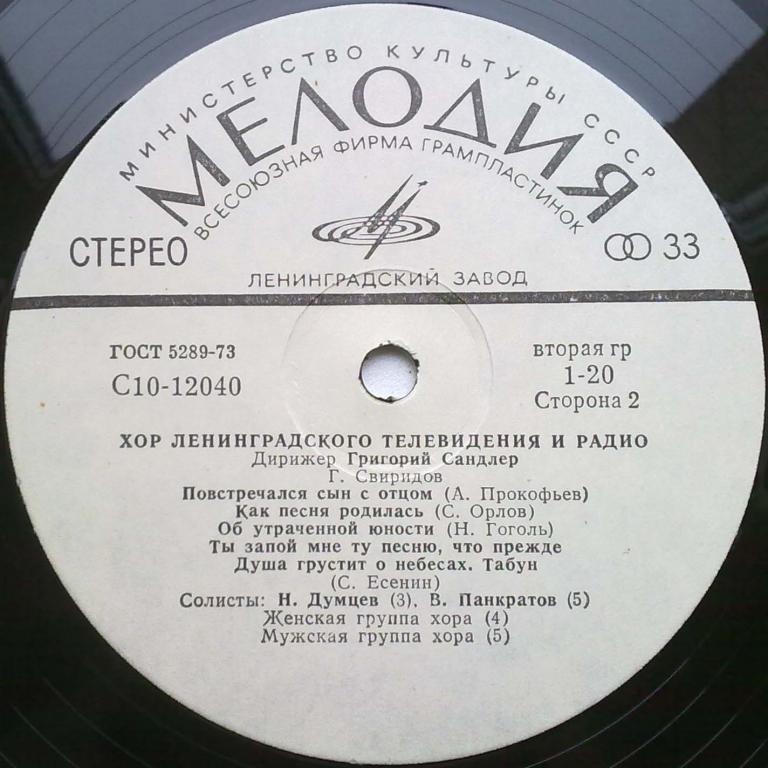 МИНИСТЕРСТВО КУЛЬТУРЫ СССР
МЕЛОДИЯ
ВСЕСОЮЗНАЯ ФИРМА ГРАМПЛАСТИНОК
СТЕРЕО
33
ЛЕНИНГРАДСКИЙ ЗАВОД
ГОСТ 5289-73
С10-12040
вторая гр
1-20
Сторона 2
ХОР ЛЕНИНГРАДСКОГО ТЕЛЕВИДЕНИЯ И РАДИО
Дирижер Григорий Сандлер
Г. Свиридов
Повстречался сын с отцом (А. Прокофьев)
Как песня родилась (С. Орлов)
Об утраченной юности (Н. Гоголь)
Ты запой мне ту песню, что прежде
Душа грустит о небесах. Табун
(С. Есенин)
Солисты: Н. Думцев (3), В. Панкратов (5)
Женская группа хора (4)
Мужская группа хора (5)